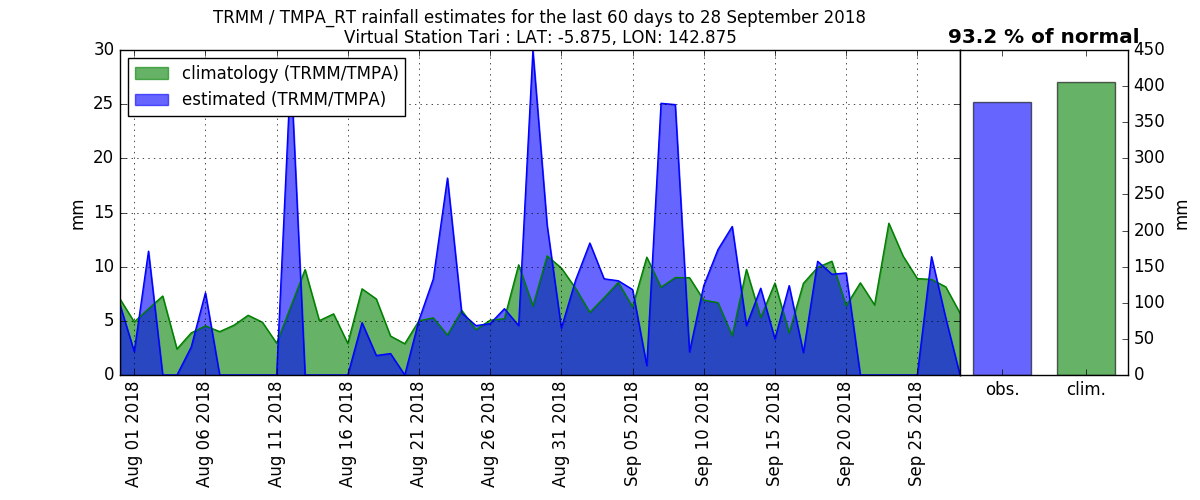 TRMM / TMPA_RT rainfall estimates for the last 60 days to 28 September 2018
Virtual Station Tari : LAT: -5.875, LON: 142.875
93.2 % of normal
climatology (TRMM/TMPA)
estimated (TRMM/TMPA)
30
25
20
15
10
5
0
mm
Aug 01 2018
Aug 06 2018
Aug 11 2018
Aug 16 2018
Aug 21 2018
Aug 26 2018
Aug 31 2018
Sep 05 2018
Sep 10 2018
Sep 15 2018
Sep 20 2018
Sep 25 2018
obs.
clim.
450
400
350
300
250
200
150
100
50
0
mm